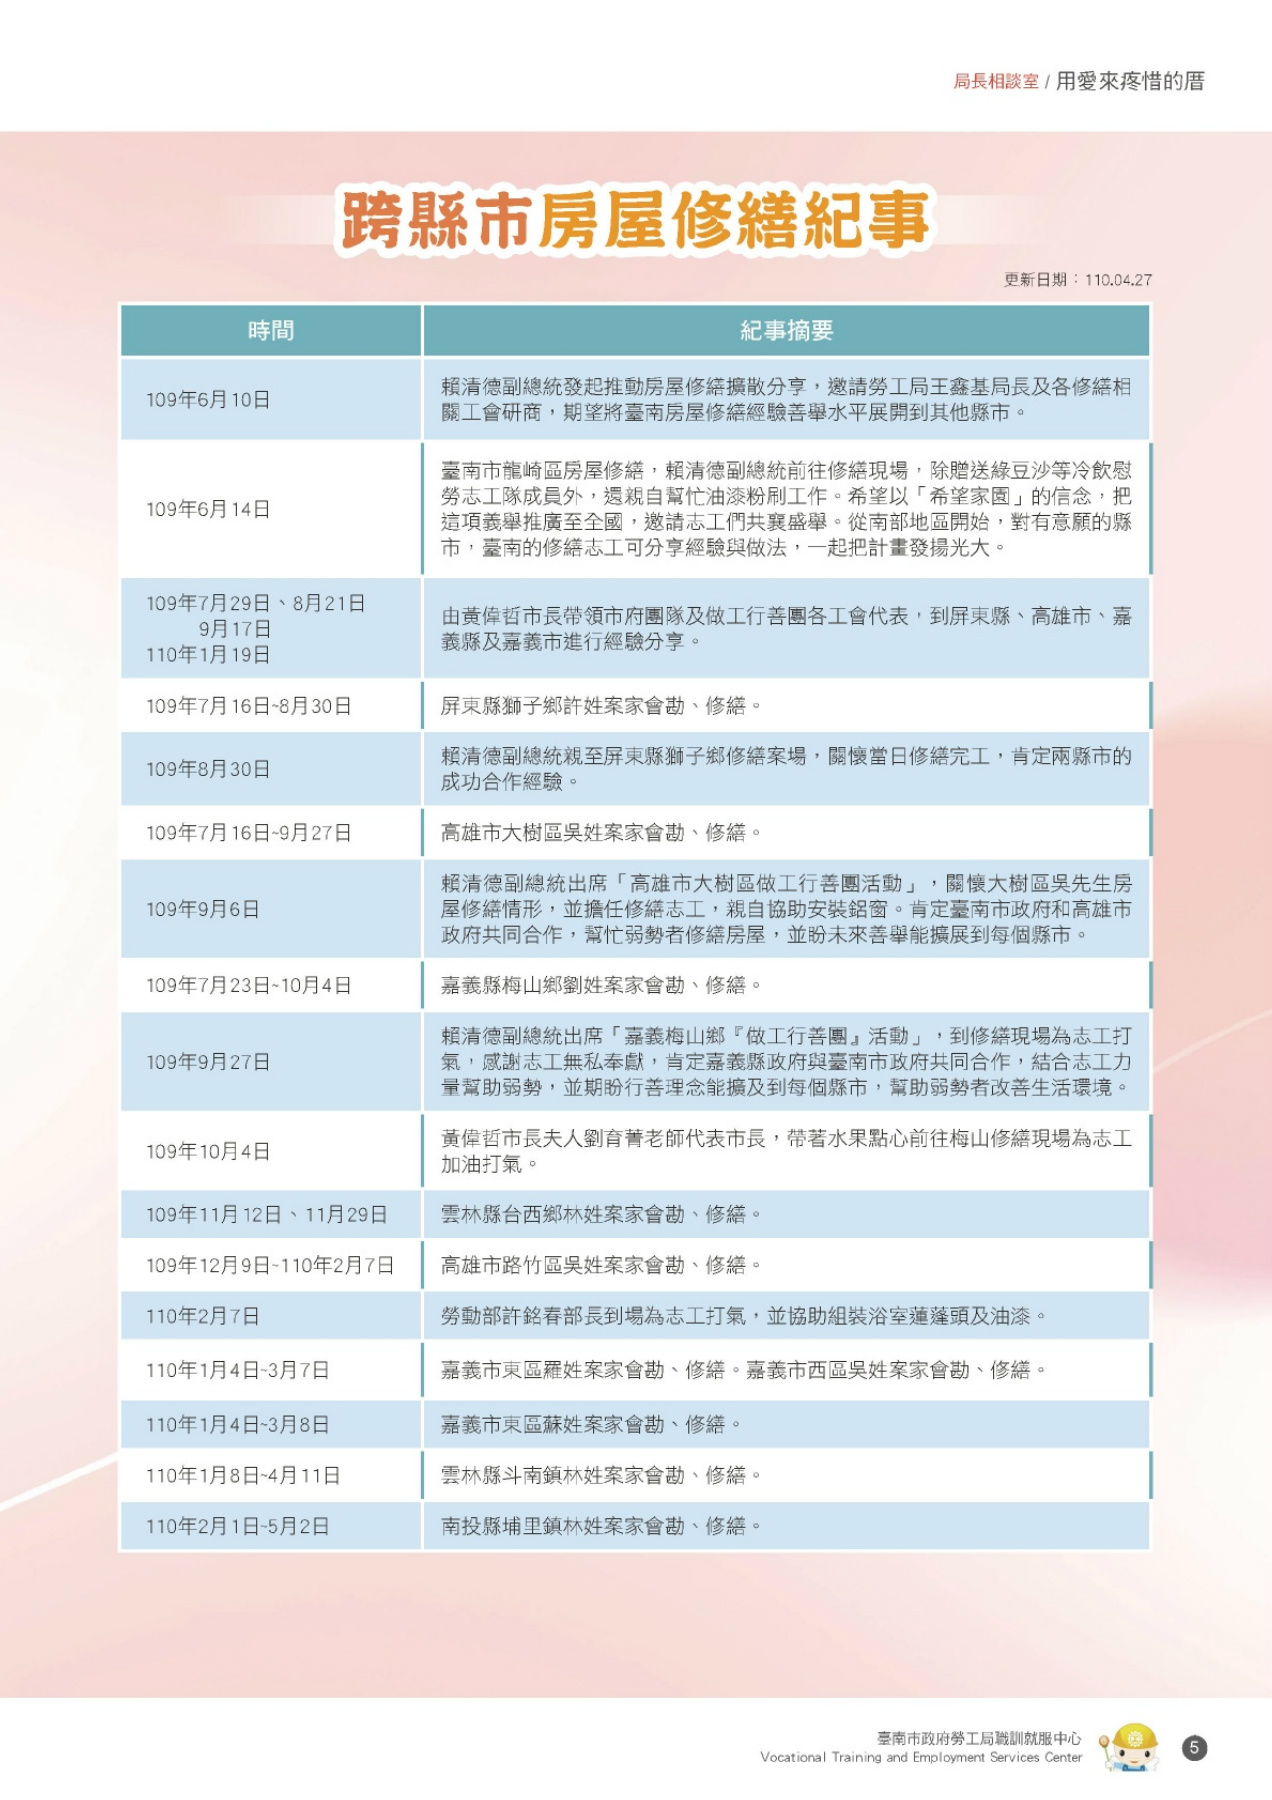 局長相談室 / 用愛來疼惜的厝
跨縣市房屋修繕紀事
更新日期：110.04.27
時間
紀事摘要
109年6月10日
賴清德副總統發起推動房屋修繕擴散分享，邀請勞工局王鑫基局長及各修繕相
關工會研商，期望將臺南房屋修繕經驗善舉水平展開到其他縣市。
109年6月14日
臺南市龍崎區房屋修繕，賴清德副總統前往修繕現場，除贈送綠豆沙等冷飲慰
勞志工隊成員外，還親自幫忙油漆粉刷工作。希望以「希望家園」的信念，把
這項義舉推廣至全國，邀請志工們共襄盛舉。從南部地區開始，對有意願的縣
市，臺南的修繕志工可分享經驗與做法，一起把計畫發揚光大。
109年7月29日、8月21日
9月17日
110年1月19日
由黃偉哲市長帶領市府團隊及做工行善團各工會代表，到屏東縣、高雄市、嘉
義縣及嘉義市進行經驗分享。
109年7月16日~8月30日
屏東縣獅子鄉許姓案家會勘、修繕。
109年8月30日
賴清德副總統親至屏東縣獅子鄉修繕案場，關懷當日修繕完工，肯定兩縣市的
成功合作經驗。
109年7月16日~9月27日
高雄市大樹區吳姓案家會勘、修繕。
109年9月6日
賴清德副總統出席「高雄市大樹區做工行善團活動」，關懷大樹區吳先生房
屋修繕情形，並擔任修繕志工，親自協助安裝鋁窗。肯定臺南市政府和高雄市
政府共同合作，幫忙弱勢者修繕房屋，並盼未來善舉能擴展到每個縣市。
109年7月23日~10月4日
嘉義縣梅山鄉劉姓案家會勘、修繕。
109年9月27日
賴清德副總統出席「嘉義梅山鄉『做工行善團』活動」，到修繕現場為志工打
氣，感謝志工無私奉獻，肯定嘉義縣政府與臺南市政府共同合作，結合志工力
量幫助弱勢，並期盼行善理念能擴及到每個縣市，幫助弱勢者改善生活環境。
109年10月4日
黃偉哲市長夫人劉育菁老師代表市長，帶著水果點心前往梅山修繕現場為志工
加油打氣。
109年11月12日、11月29日
雲林縣台西鄉林姓案家會勘、修繕。
109年12月9日~110年2月7日
高雄市路竹區吳姓案家會勘、修繕。
110年2月7日
勞動部許銘春部長到場為志工打氣，並協助組裝浴室蓮蓬頭及油漆。
110年1月4日~3月7日
嘉義市東區羅姓案家會勘、修繕。嘉義市西區吳姓案家會勘、修繕。
110年1月4日~3月8日
嘉義市東區蘇姓案家會勘、修繕。
110年1月8日~4月11日
雲林縣斗南鎮林姓案家會勘、修繕。
110年2月1日~5月2日
南投縣埔里鎮林姓案家會勘、修繕。
臺南市政府勞工局職訓就服中心
Vocational Training and Employment Services Center
5